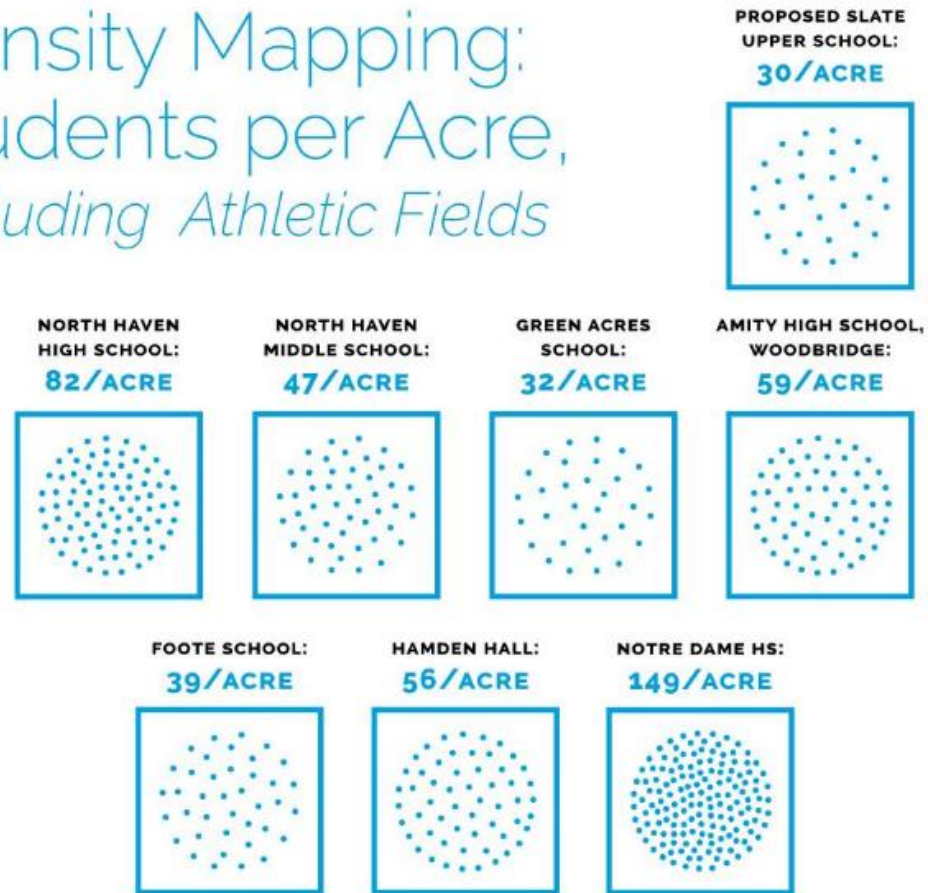 nsity Mapping:
udents per Acre,
uding Athletic Fields
PROPOSED SLATE
UPPER SCHOOL:
30/ACRE
NORTH HAVEN
HIGH SCHOOL:
82/ACRE
NORTH HAVEN
MIDDLE SCHOOL:
47/ACRE
GREEN ACRES
SCHOOL:
32/ACRE
AMITY HIGH SCHOOL,
WOODBRIDGE:
59/ACRE
FOOTE SCHOOL:
39/ACRE
HAMDEN HALL:
56/ACRE
NOTRE DAME HS:
149/ACRE